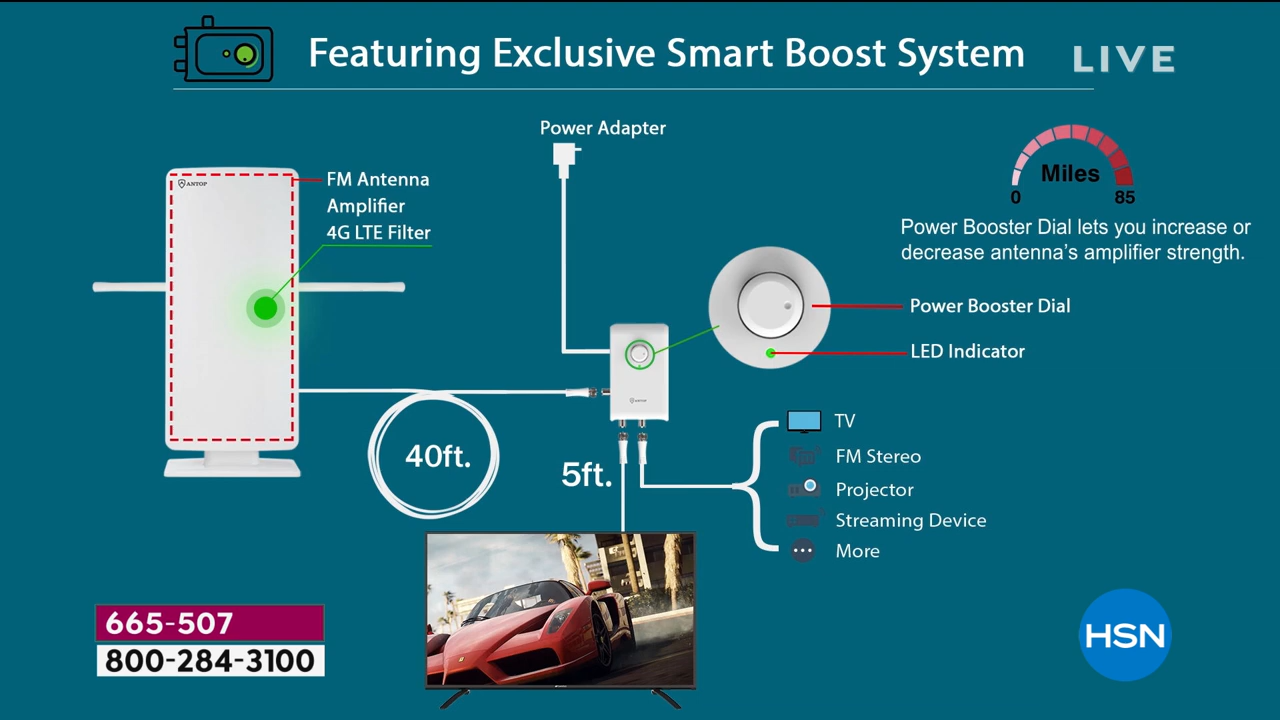 Featuring Exclusive Smart Boost System
LIVE
Power Adapter
ANTOP
FM Antenna
Amplifier
4G LTE Filter
Miles
0
85
Power Booster Dial lets you increase or
decrease antenna's amplifier strength.
Power Booster Dial
LED Indicator
ANTOP
40ft.
5ft.
TV
FM Stereo
Projector
Streaming Device
More
665-507
800-284-3100
HSN